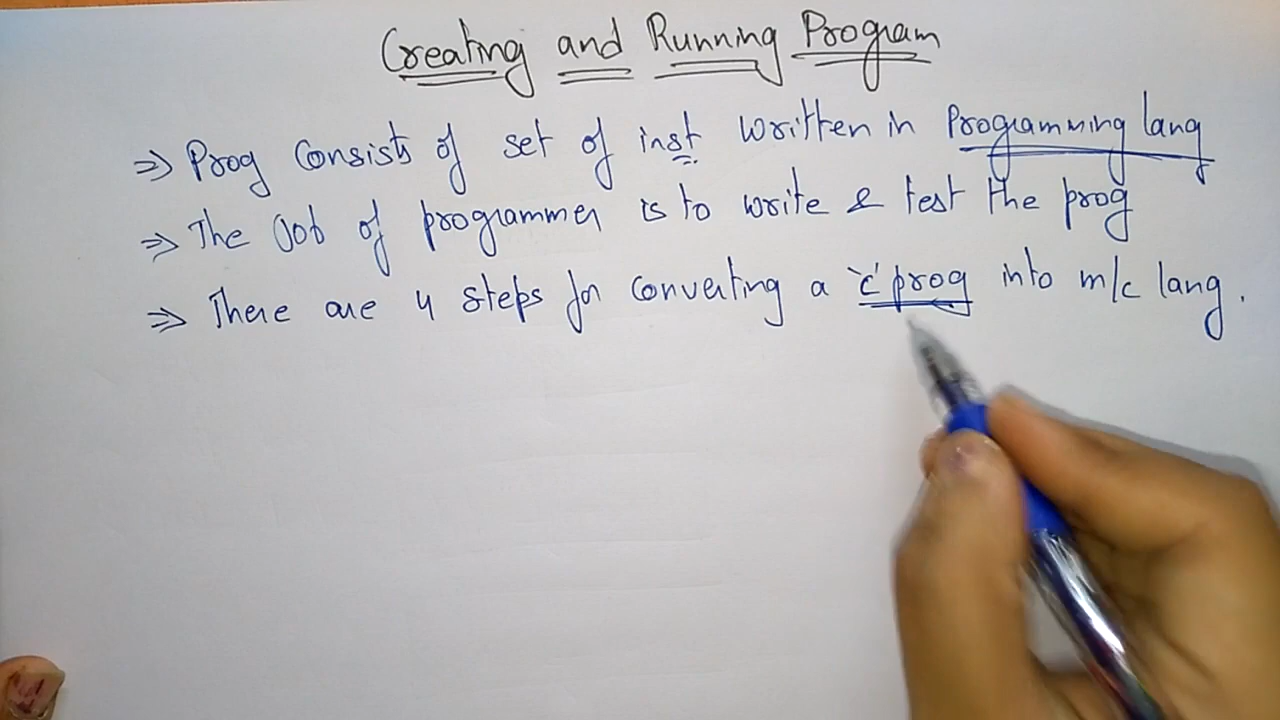 Creating and Running Program
⇒ Prog Consists of set of inst written in Programming lang
⇒ The Job of programmer is to write & test the prog
⇒ There are 4 steps for Converting a 'c' prog into m/c lang.